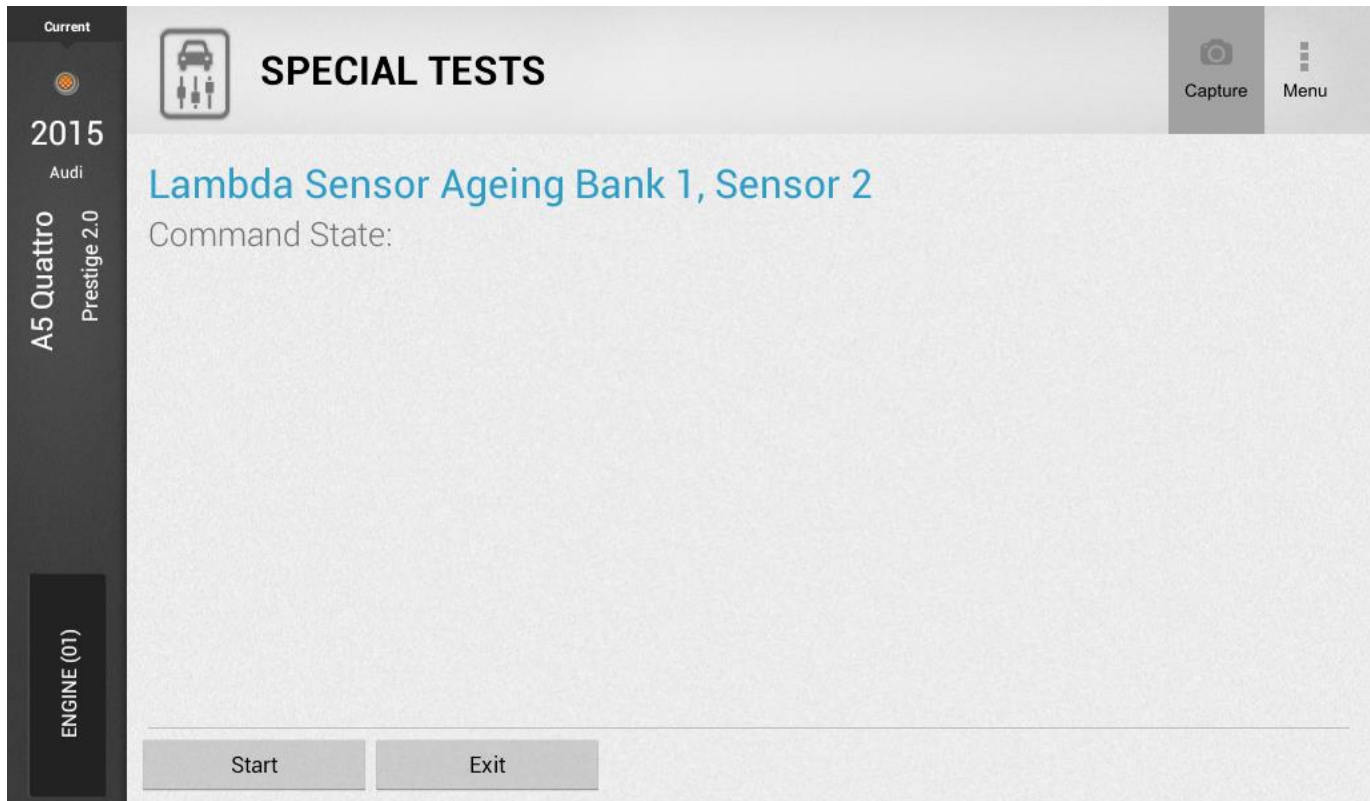 Current
2015
Audi
A5 Quattro
Prestige 2.0
ENGINE (01)
SPECIAL TESTS
Capture
Menu
Lambda Sensor Ageing Bank 1, Sensor 2
Command State:
Start
Exit